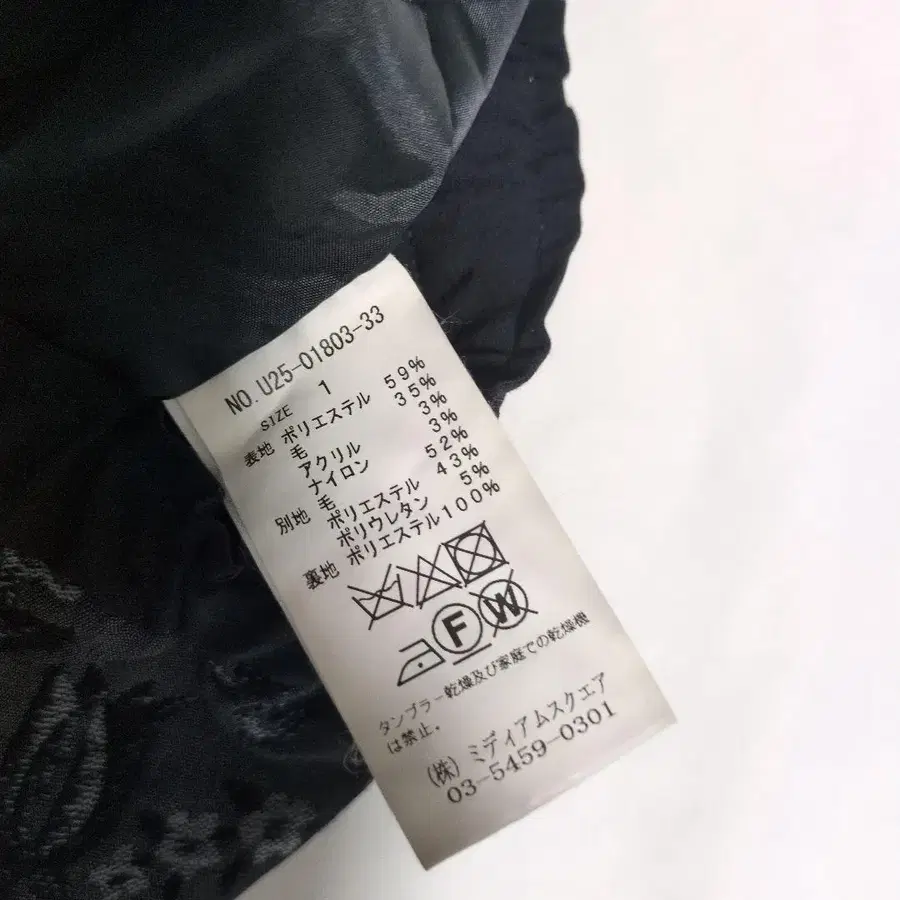 NO. U25-01803-33
SIZE 1
表地 ポリエステル 59%
毛 35%
アクリル 3%
ナイロン 3%
別地 毛 52%
ポリエステル 43%
ポリウレタン 5%
裏地 ポリエステル100%
F W
タンブラー乾燥及び家庭での乾燥機
は禁止.
(株) ミディアムスクエア
03-5459-0301